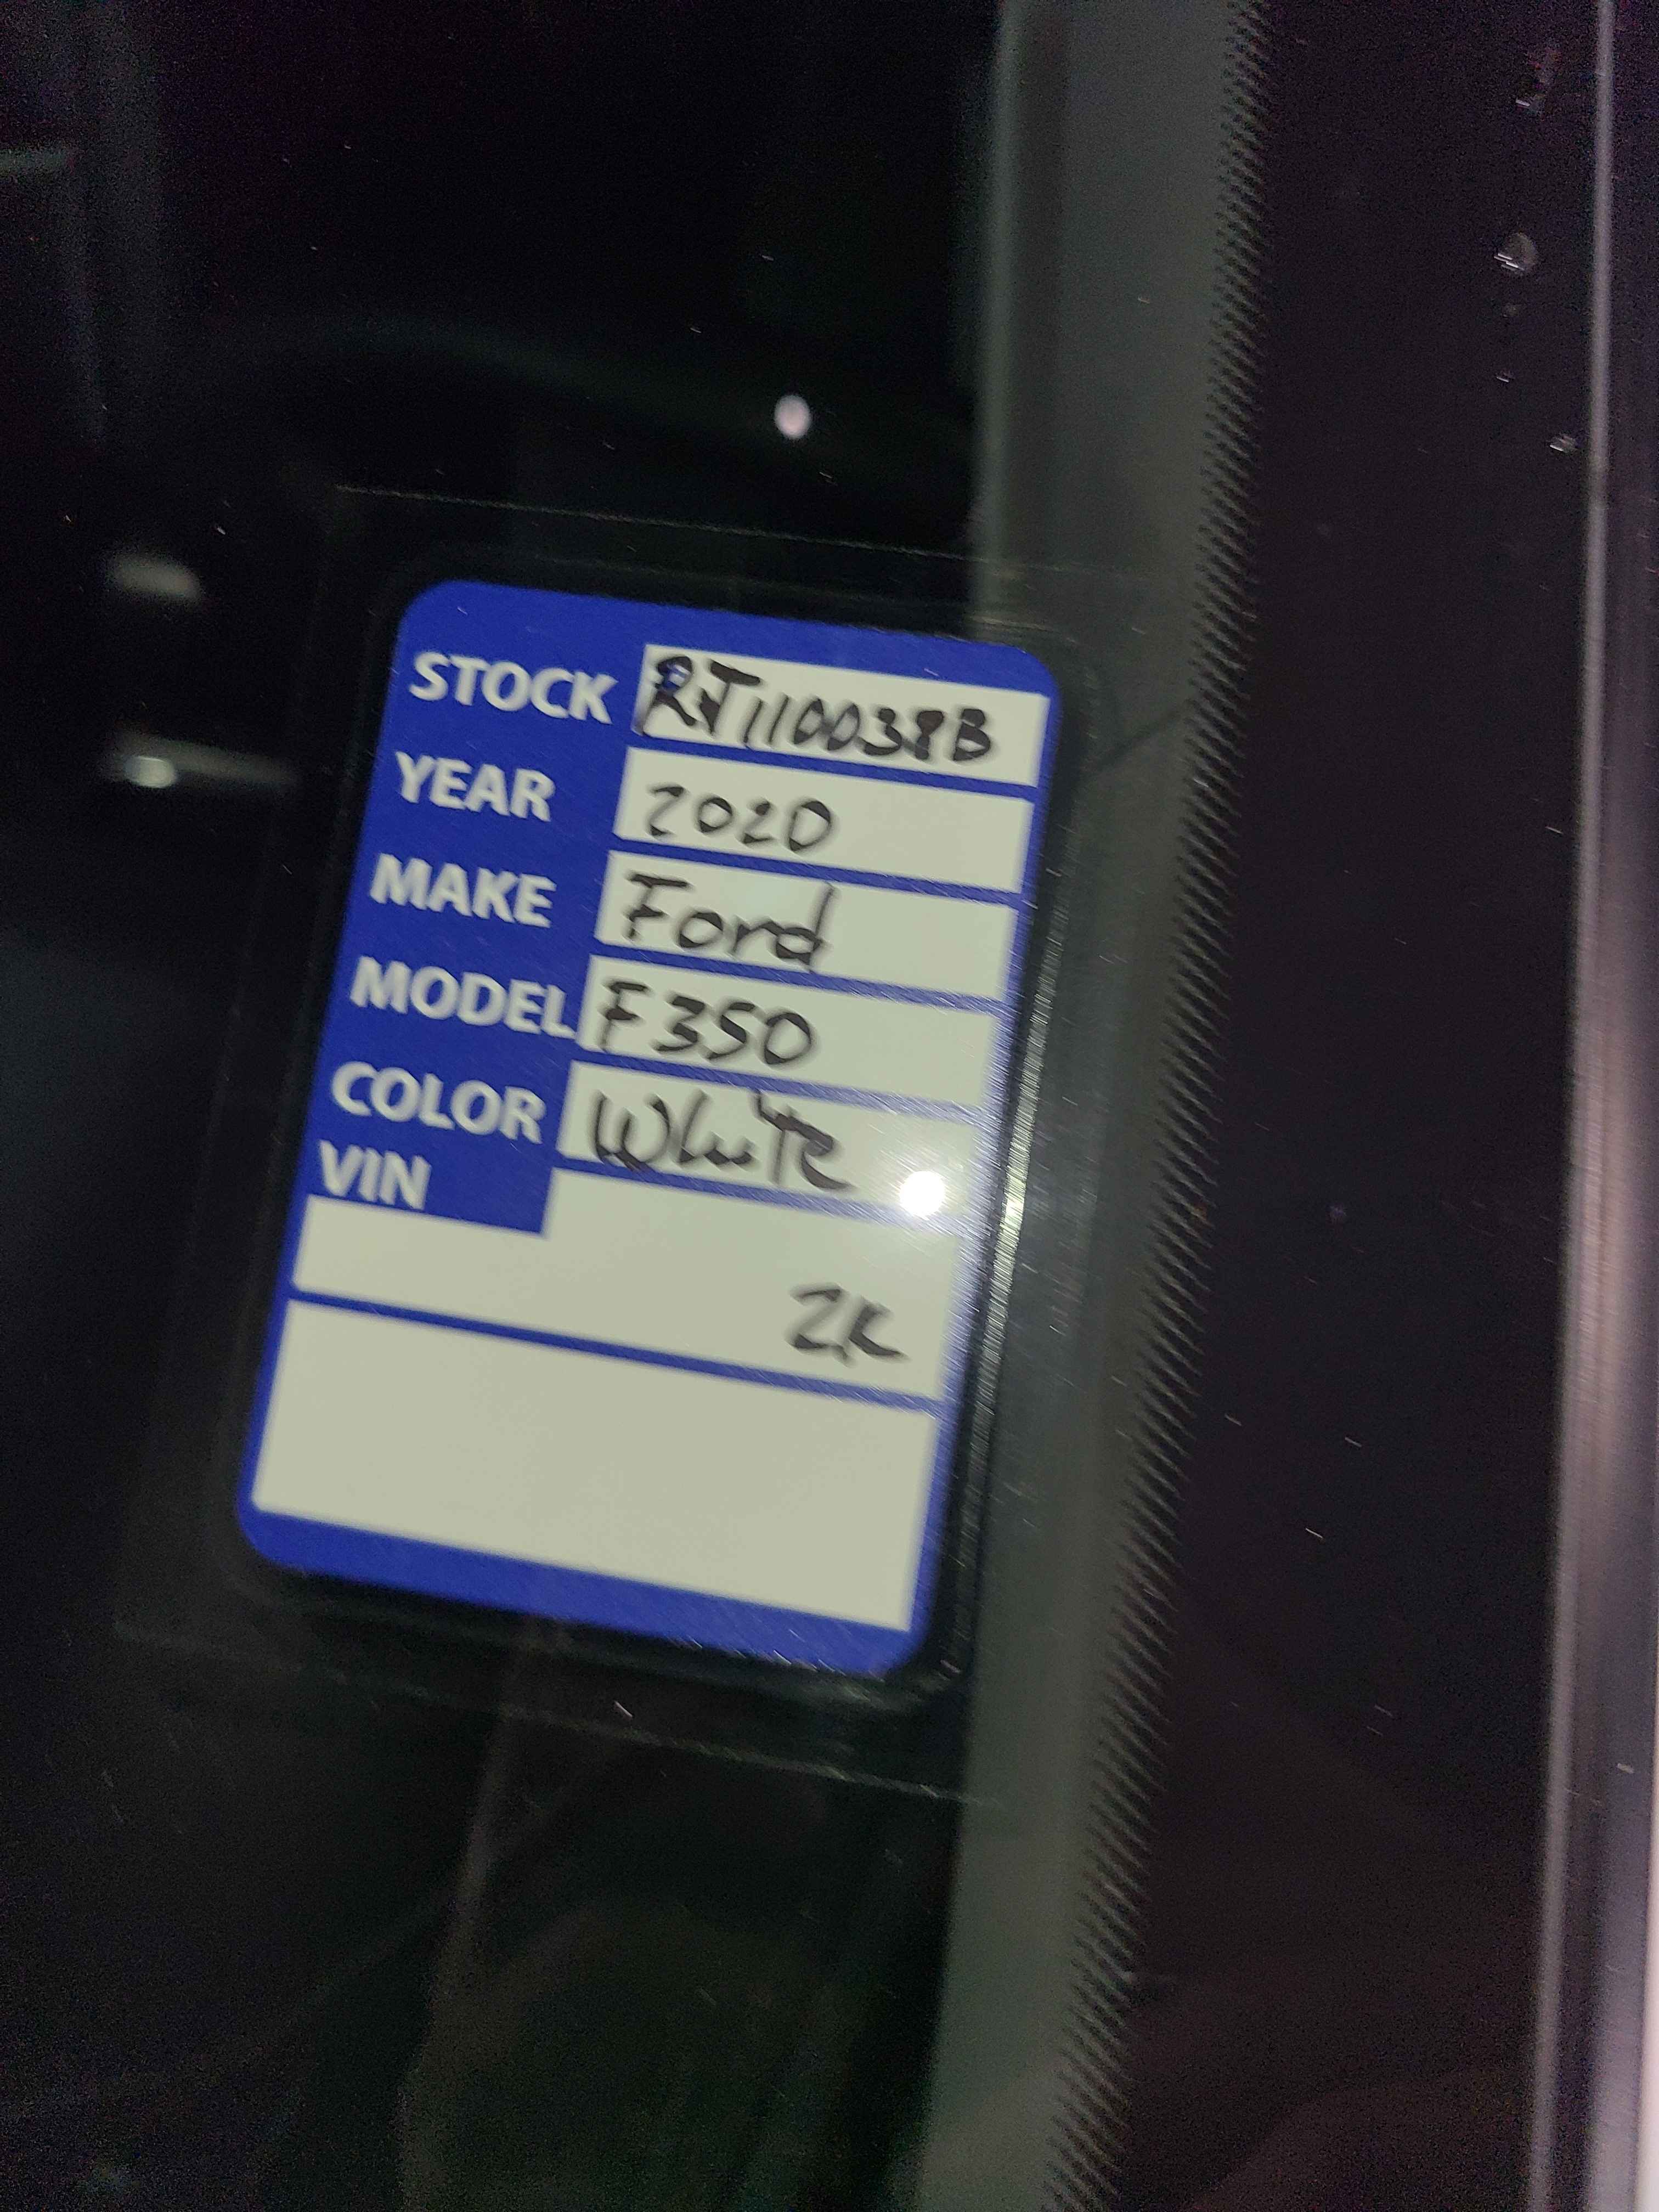 STOCK RT110038B
YEAR 2020
MAKE Ford
MODEL F350
COLOR White
VIN
2K